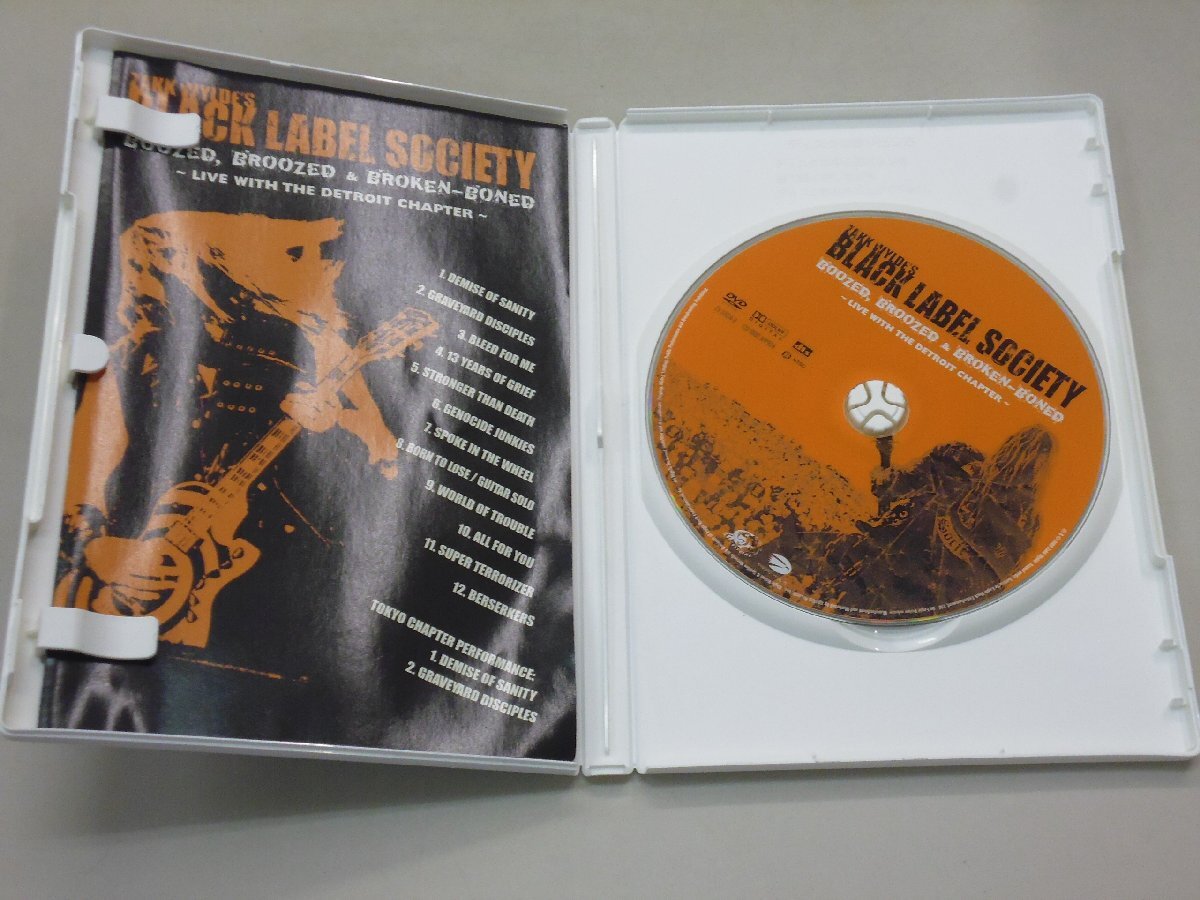 ZAKK WYLDE'S
BLACK LABEL SOCIETY
BOOZED, BROOZED & BROKEN-BONED
~ LIVE WITH THE DETROIT CHAPTER ~
1. DEMISE OF SANITY
2. GRAVEYARD DISCIPLES
3. BLEED FOR ME
4. 13 YEARS OF GRIEF
5. STRONGER THAN DEATH
6. GENOCIDE JUNKIES
7. SPOKE IN THE WHEEL
8. BORN TO LOSE / GUITAR SOLO
9. WORLD OF TROUBLE
10. ALL FOR YOU
11. SUPER TERRORIZER
12. BERSERKERS
TOKYO CHAPTER PERFORMANCE:
1. DEMISE OF SANITY
2. GRAVEYARD DISCIPLES
ZAKK WYLDE'S
BLACK LABEL SOCIETY
BOOZED, BROOZED & BROKEN-BONED
~ LIVE WITH THE DETROIT CHAPTER ~
DVD
dts